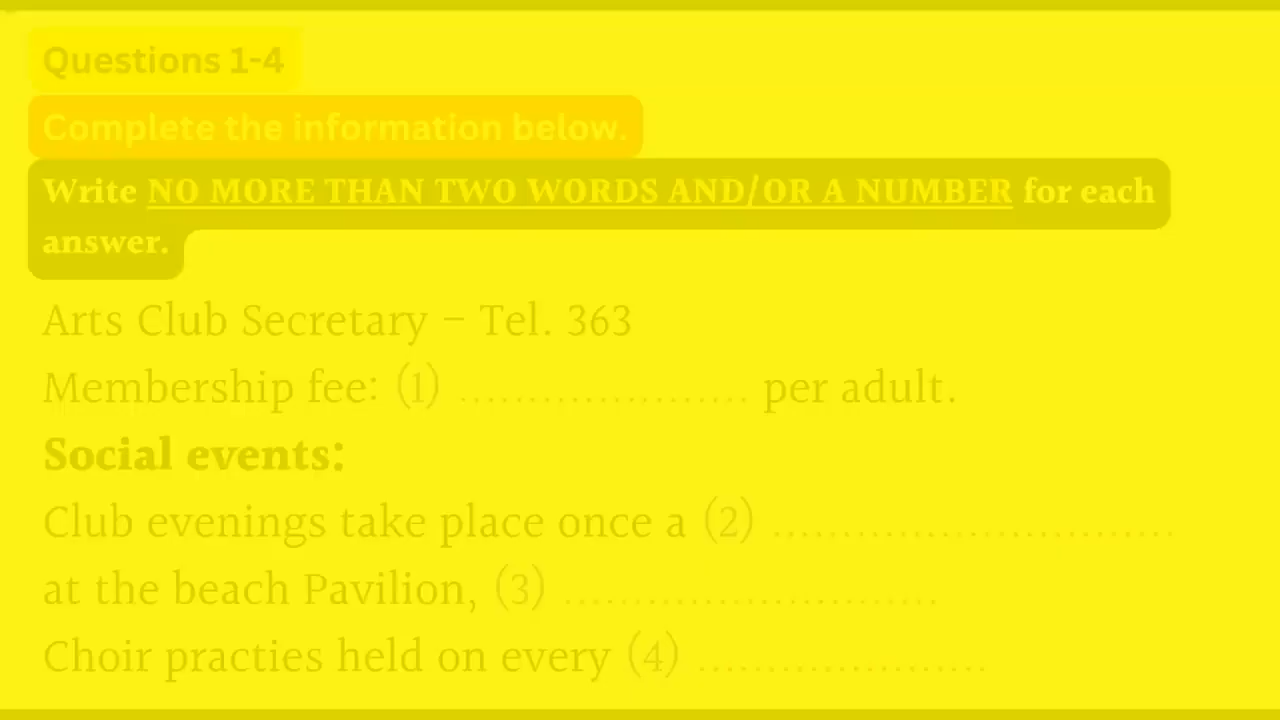 Questions 1-4
Complete the information below.
Write NO MORE THAN TWO WORDS AND/OR A NUMBER for each
answer.
Arts Club Secretary – Tel. 363
Membership fee: (1) ..................... per adult.
Social events:
Club evenings take place once a (2) .............................
at the beach Pavilion, (3) ...........................
Choir practies held on every (4) .....................